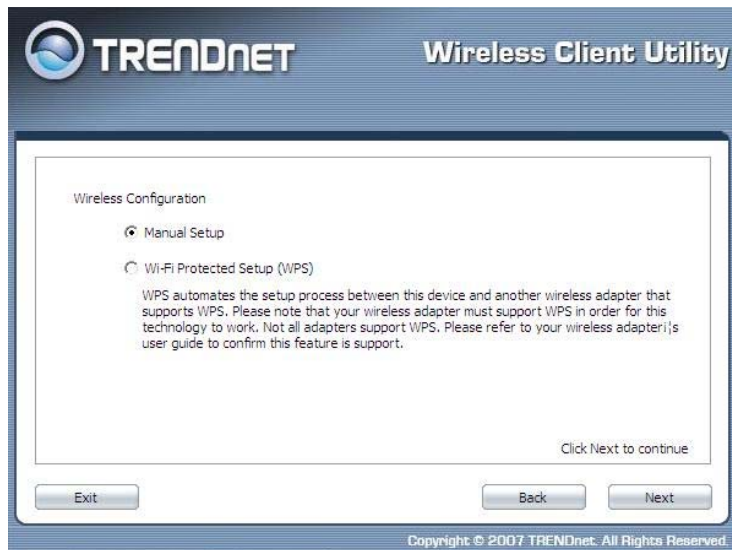 TRENDNET
Wireless Client Utility
Wireless Configuration
Manual Setup
Wi-Fi Protected Setup (WPS)
WPS automates the setup process between this device and another wireless adapter that
supports WPS. Please note that your wireless adapter must support WPS in order for this
technology to work. Not all adapters support WPS. Please refer to your wireless adapter¡¦s
user guide to confirm this feature is support.
Click Next to continue
Exit
Back
Next
Copyright © 2007 TRENDnet. All Rights Reserved.